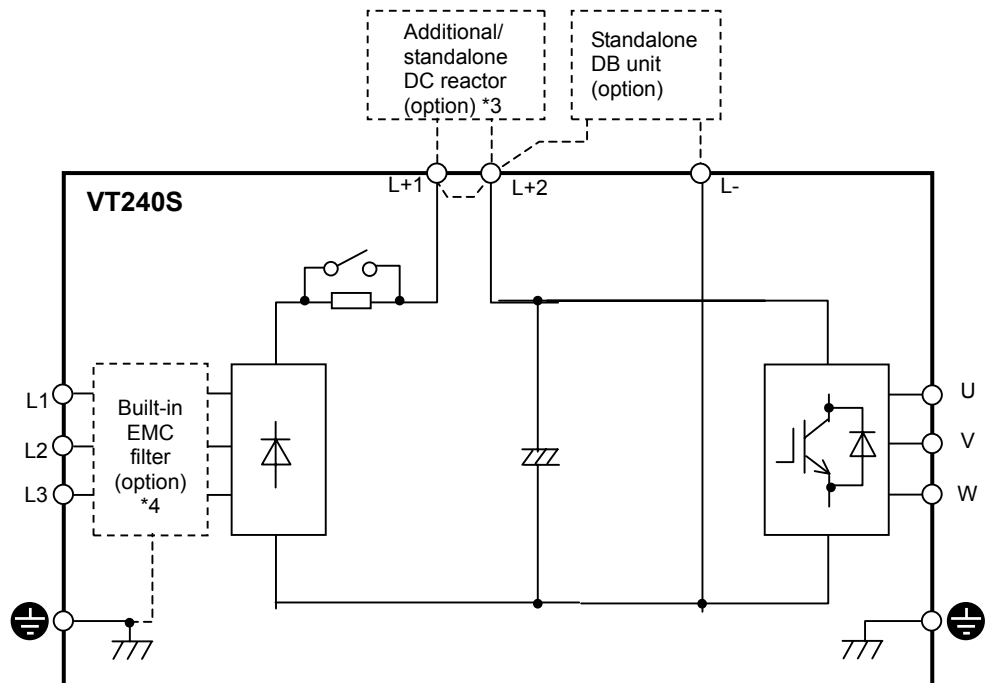 Additional/
standalone
DC reactor
(option) *3
Standalone
DB unit
(option)
L+1
L+2
L-
VT240S
L1
L2
L3
Built-in
EMC
filter
(option)
*4
U
V
W